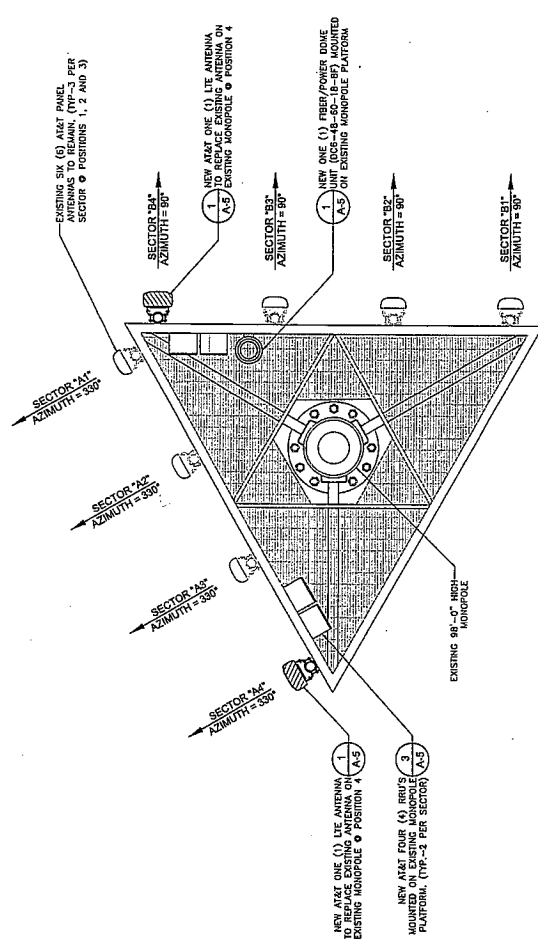 EXISTING SIX (6) AT&T PANEL
ANTENNAS TO REMAIN, (TYP-3 PER
SECTOR @ POSITIONS 1, 2 AND 3)
NEW AT&T ONE (1) LTE ANTENNA
TO REPLACE EXISTING ANTENNA ON
EXISTING MONOPOLE @ POSITION 4
1
A-5
NEW ONE (1) FIBER/POWER DOME
UNIT (DC6-48-60-18-8F) MOUNTED
ON EXISTING MONOPOLE PLATFORM
1
A-5
SECTOR "B4"
AZIMUTH = 90°
SECTOR "B3"
AZIMUTH = 90°
SECTOR "B2"
AZIMUTH = 90°
SECTOR "B1"
AZIMUTH = 90°
SECTOR "A1"
AZIMUTH = 330°
SECTOR "A2"
AZIMUTH = 330°
SECTOR "A3"
AZIMUTH = 330°
SECTOR "A4"
AZIMUTH = 330°
EXISTING 98'-0" HIGH
MONOPOLE
NEW AT&T ONE (1) LTE ANTENNA
TO REPLACE EXISTING ANTENNA ON
EXISTING MONOPOLE @ POSITION 4
1
A-5
NEW AT&T FOUR (4) RRU'S
MOUNTED ON EXISTING MONOPOLE
PLATFORM, (TYP.-2 PER SECTOR)
3
A-5